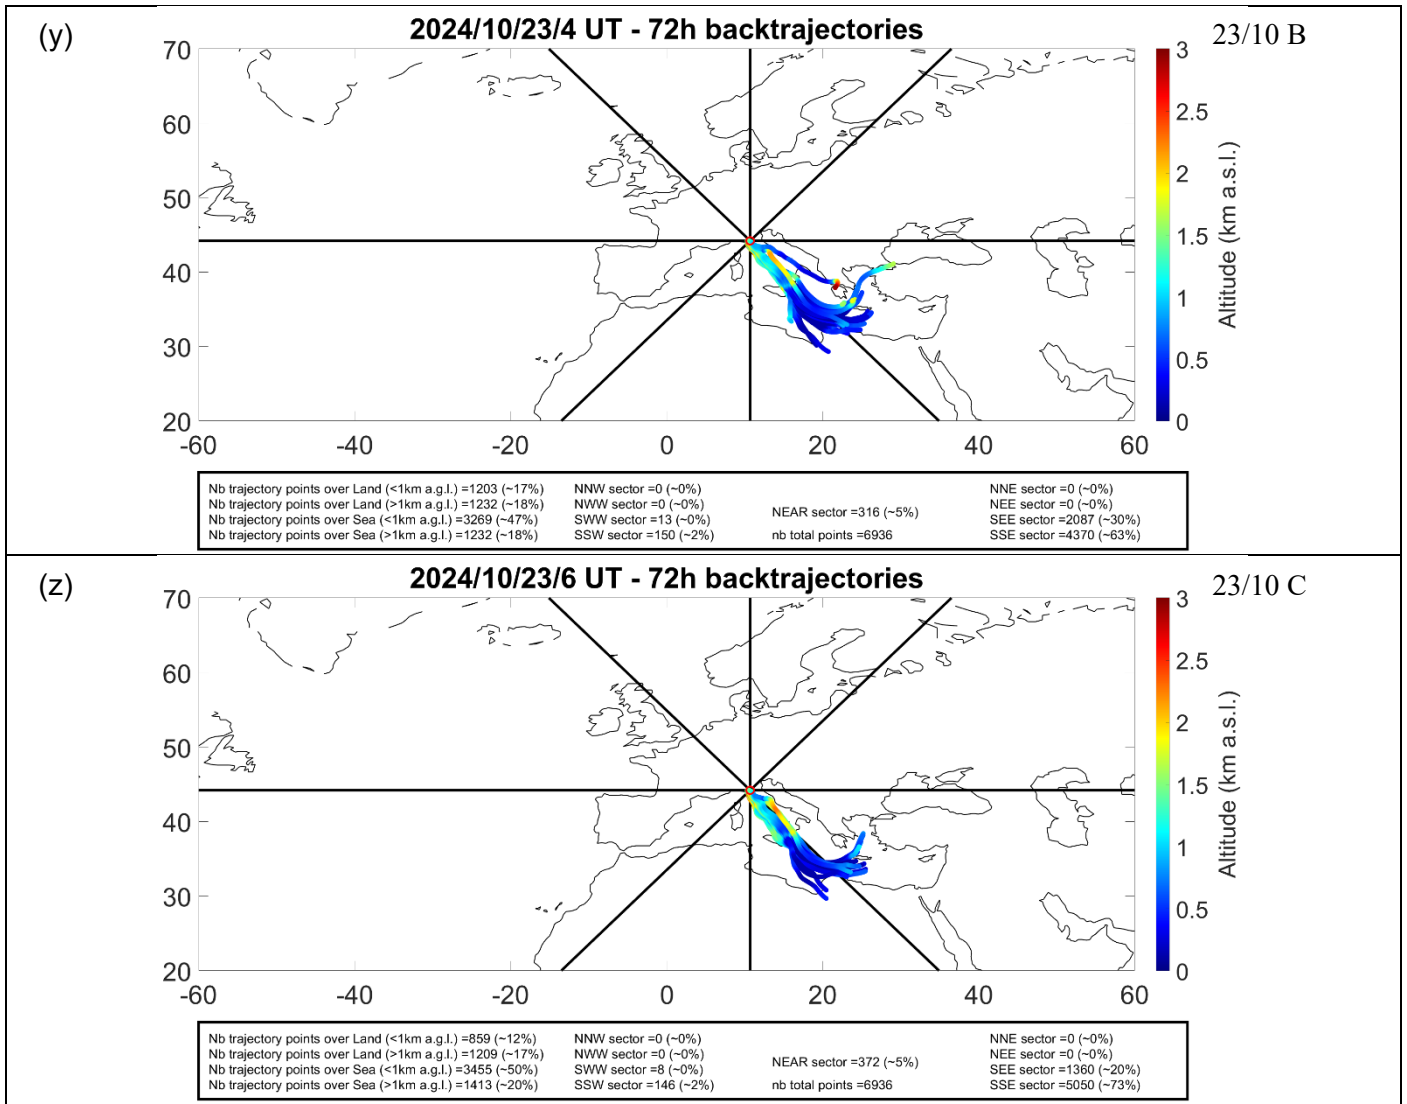 (y)
2024/10/23/4 UT - 72h backtrajectories
23/10 B
70
60
50
40
30
20
-60 -40 -20 0 20 40 60
3
2.5
2
1.5
1
0.5
0
Altitude (km a.s.l.)
Nb trajectory points over Land (<1km a.g.l.) =1203 (~17%)
Nb trajectory points over Land (>1km a.g.l.) =1232 (~18%)
Nb trajectory points over Sea (<1km a.g.l.) =3269 (~47%)
Nb trajectory points over Sea (>1km a.g.l.) =1232 (~18%)
NNW sector =0 (~0%)
NWW sector =0 (~0%)
SWW sector =13 (~0%)
SSW sector =150 (~2%)
NEAR sector =316 (~5%)
nb total points =6936
NNE sector =0 (~0%)
NEE sector =0 (~0%)
SEE sector =2087 (~30%)
SSE sector =4370 (~63%)
(z)
2024/10/23/6 UT - 72h backtrajectories
23/10 C
70
60
50
40
30
20
-60 -40 -20 0 20 40 60
3
2.5
2
1.5
1
0.5
0
Altitude (km a.s.l.)
Nb trajectory points over Land (<1km a.g.l.) =859 (~12%)
Nb trajectory points over Land (>1km a.g.l.) =1209 (~17%)
Nb trajectory points over Sea (<1km a.g.l.) =3455 (~50%)
Nb trajectory points over Sea (>1km a.g.l.) =1413 (~20%)
NNW sector =0 (~0%)
NWW sector =0 (~0%)
SWW sector =8 (~0%)
SSW sector =146 (~2%)
NEAR sector =372 (~5%)
nb total points =6936
NNE sector =0 (~0%)
NEE sector =0 (~0%)
SEE sector =1360 (~20%)
SSE sector =5050 (~73%)